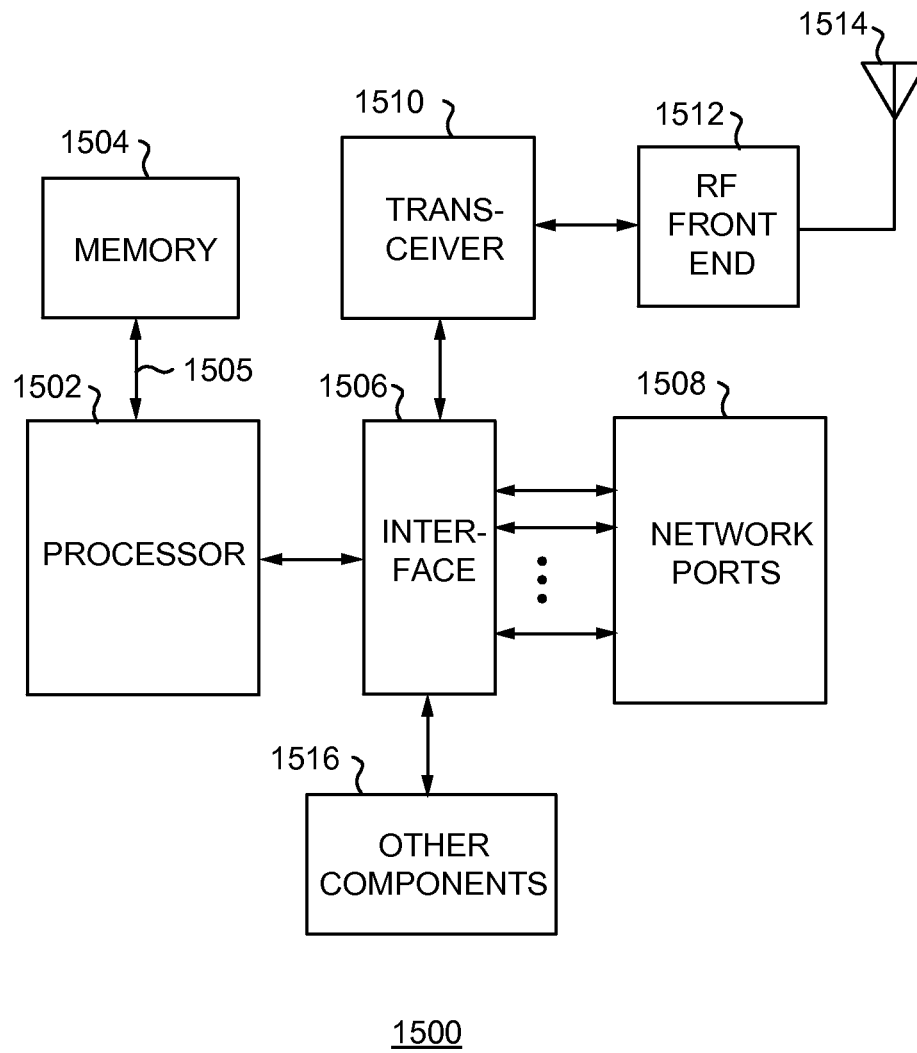 1514
1510
1512
1504
RF
FRONT
END
TRANS-
CEIVER
MEMORY
1505
1502
1506
1508
INTER-
FACE
NETWORK
PORTS
PROCESSOR
1516
OTHER
COMPONENTS
1500